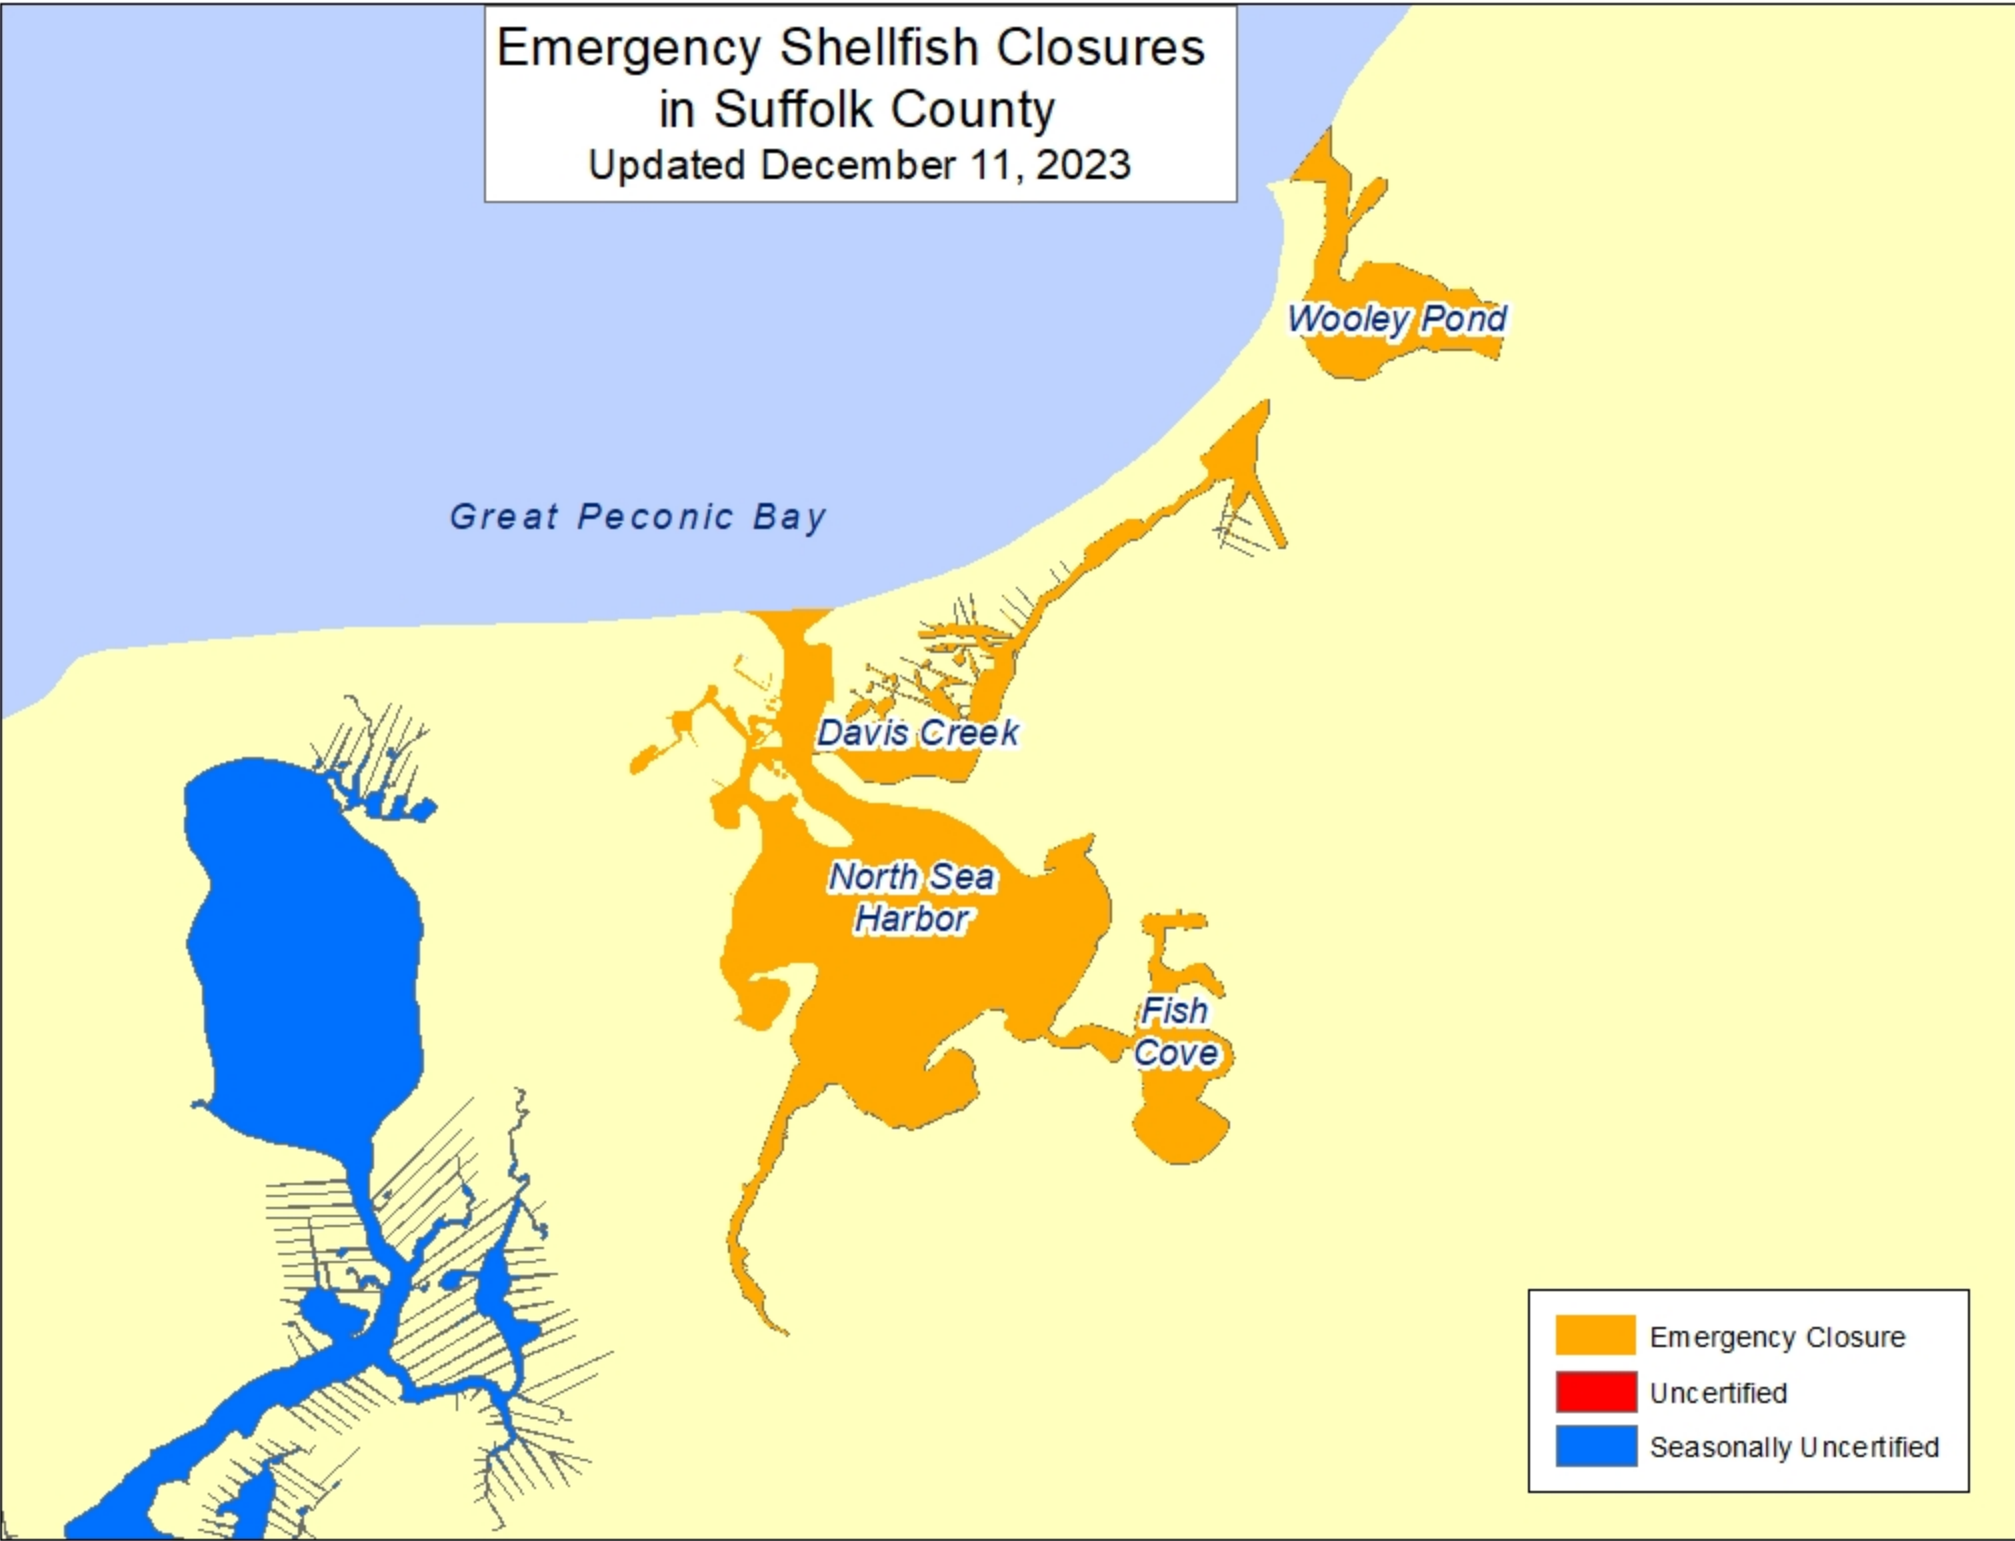 Emergency Shellfish Closures
in Suffolk County
Updated December 11, 2023
Wooley Pond
Great Peconic Bay
Davis Creek
North Sea
Harbor
Fish
Cove
Emergency Closure
Uncertified
Seasonally Uncertified